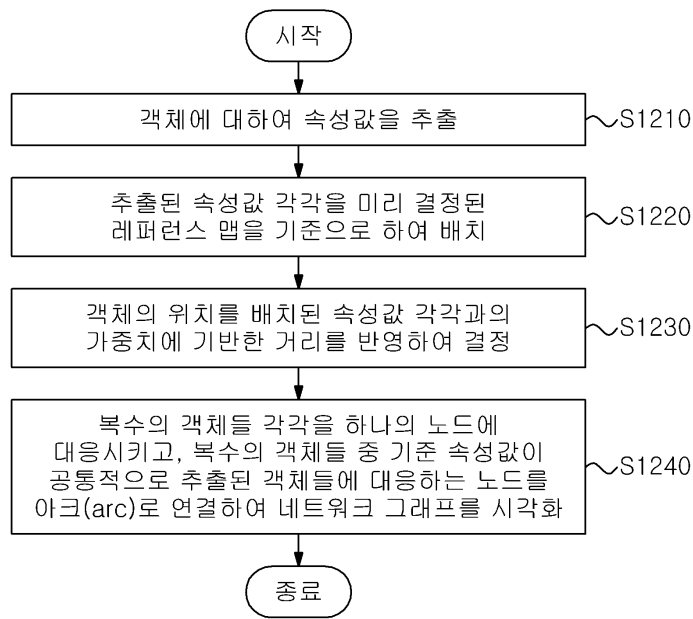 시작
객체에 대하여 속성값을 추출
S1210
추출된 속성값 각각을 미리 결정된
레퍼런스 맵을 기준으로 하여 배치
S1220
객체의 위치를 배치된 속성값 각각과의
가중치에 기반한 거리를 반영하여 결정
S1230
복수의 객체들 각각을 하나의 노드에
대응시키고, 복수의 객체들 중 기준 속성값이
공통적으로 추출된 객체들에 대응하는 노드를
아크(arc)로 연결하여 네트워크 그래프를 시각화
S1240
종료